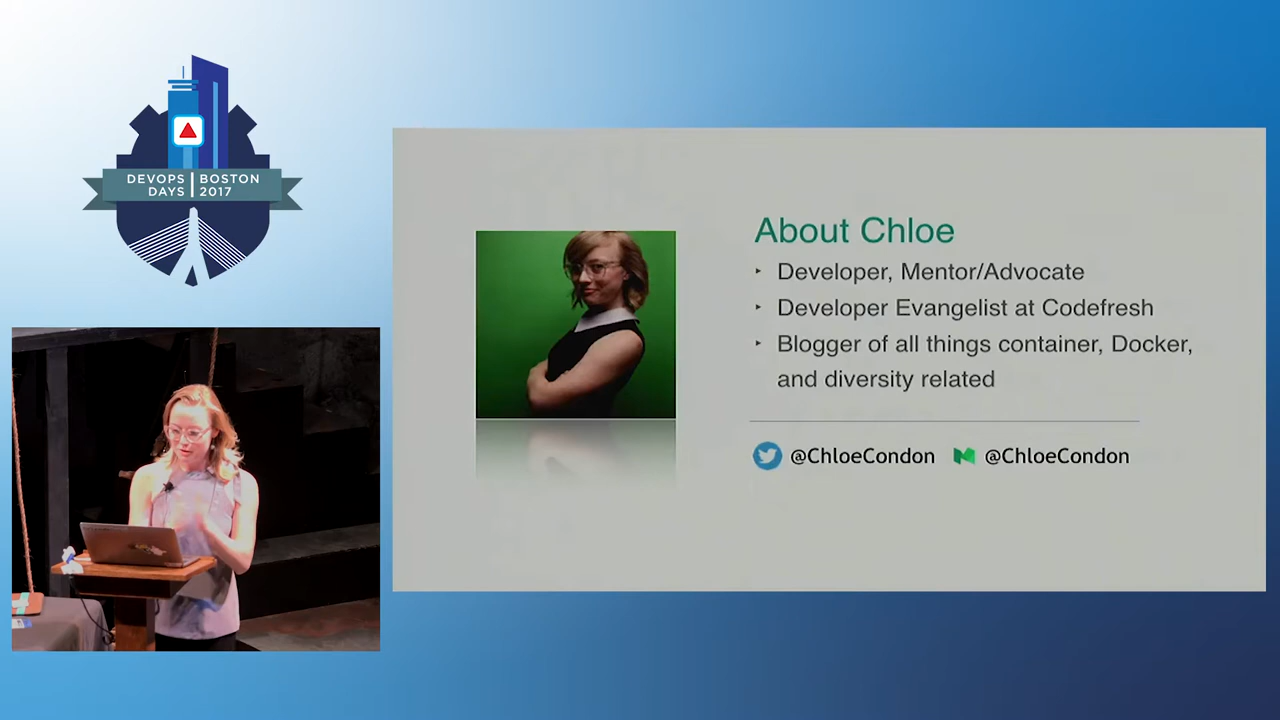 DEVOPS BOSTON
DAYS 2017
About Chloe
‣ Developer, Mentor/Advocate
‣ Developer Evangelist at Codefresh
‣ Blogger of all things container, Docker,
and diversity related
@ChloeCondon @ChloeCondon